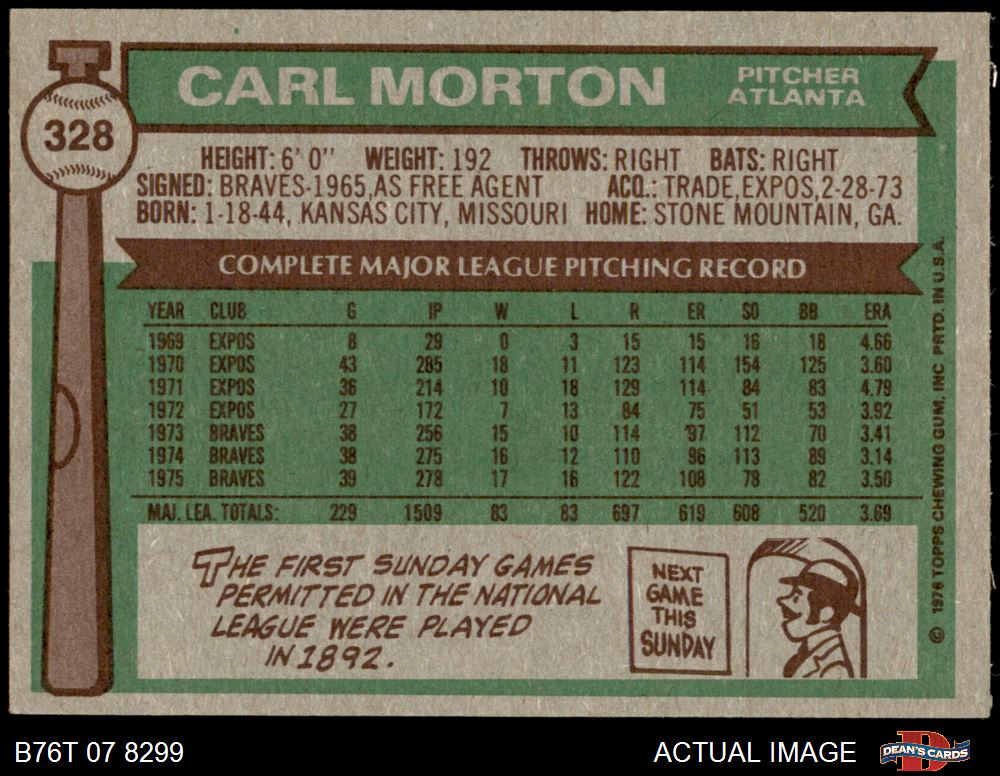 CARL MORTON
PITCHER
ATLANTA
328
HEIGHT: 6' 0" WEIGHT: 192 THROWS: RIGHT BATS: RIGHT
SIGNED: BRAVES-1965, AS FREE AGENT ACQ.: TRADE, EXPOS, 2-28-73
BORN: 1-18-44, KANSAS CITY, MISSOURI HOME: STONE MOUNTAIN, GA.
COMPLETE MAJOR LEAGUE PITCHING RECORD
YEAR CLUB G IP W L R ER SO BB ERA
1969 EXPOS 8 29 0 3 15 15 16 18 4.66
1970 EXPOS 43 285 18 11 123 114 154 125 3.60
1971 EXPOS 36 214 10 18 129 114 84 83 4.79
1972 EXPOS 27 172 7 13 84 75 51 53 3.92
1973 BRAVES 38 256 15 10 114 97 112 70 3.41
1974 BRAVES 38 275 16 12 110 96 113 89 3.14
1975 BRAVES 39 278 17 16 122 108 78 82 3.50
MAJ. LEA. TOTALS: 229 1509 83 83 697 619 608 520 3.69
THE FIRST SUNDAY GAMES
PERMITTED IN THE NATIONAL
LEAGUE WERE PLAYED
IN 1892.
NEXT
GAME
THIS
SUNDAY
© 1976 TOPPS CHEWING GUM, INC PRTD. IN U.S.A.
B76T 07 8299
ACTUAL IMAGE
DEAN'S CARDS